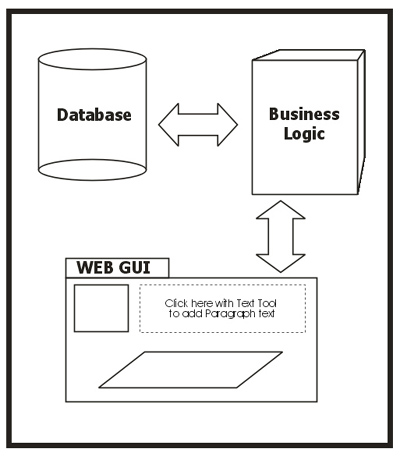 Database
Business
Logic
WEB GUI
Click here with Text Tool
to add Paragraph text